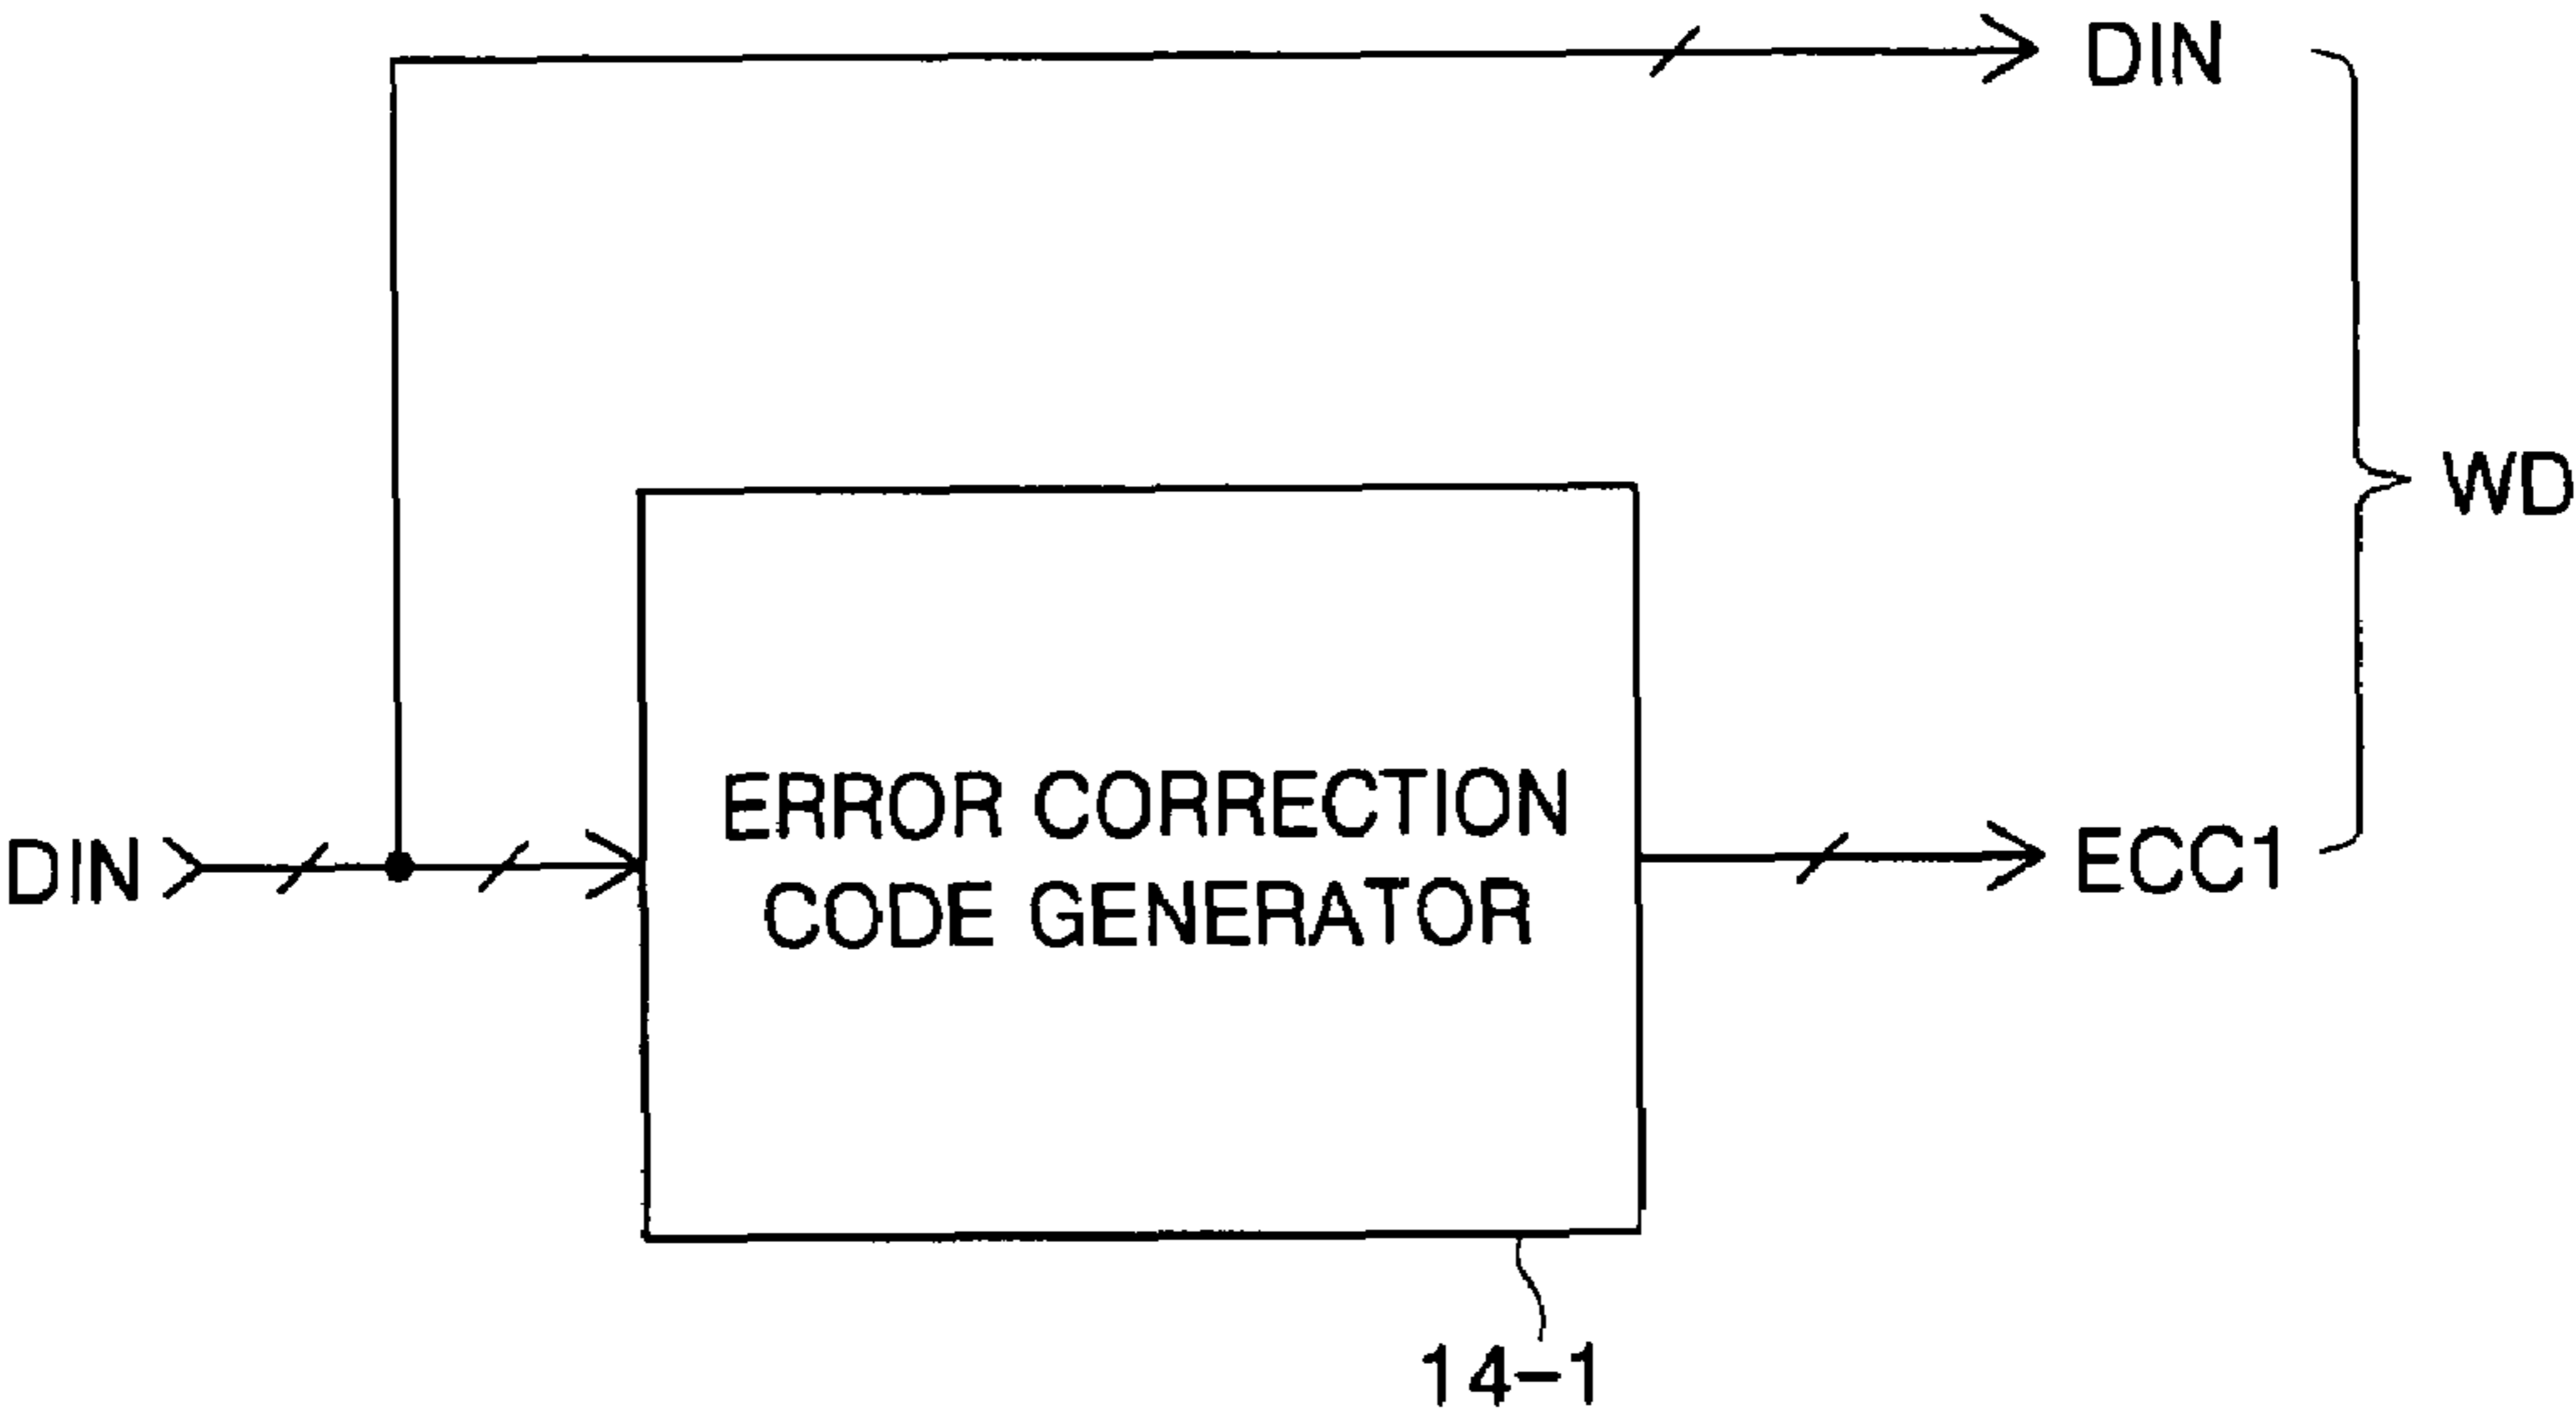 DIN
WD
DIN
ERROR CORRECTION
CODE GENERATOR
ECC1
14-1